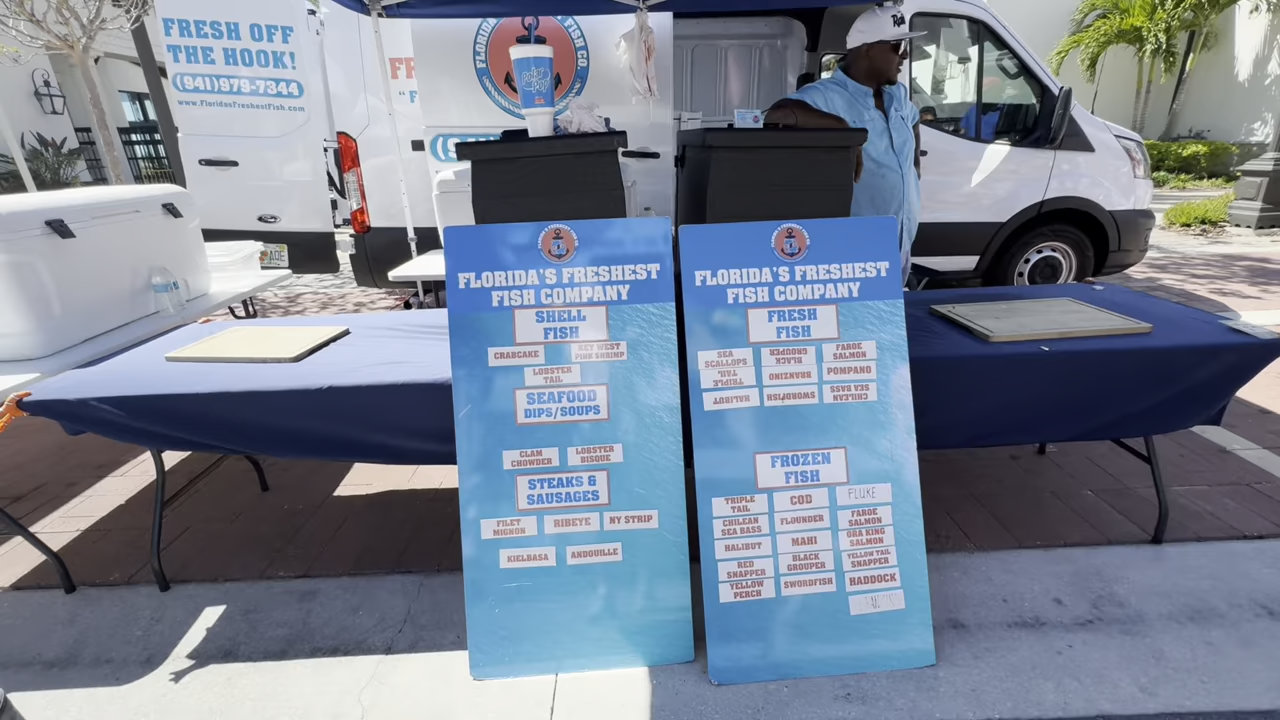 FRESH OFF
THE HOOK!
(941)979-7344
www.FloridasFreshestFish.com
FR
Polar
Pop
FLORIDA'S FRESHEST
FISH COMPANY
SHELL
FISH
CRABCAKE
KEY WEST
PINK SHRIMP
LOBSTER
TAIL
SEAFOOD
DIPS/SOUPS
CLAM
CHOWDER
LOBSTER
BISQUE
STEAKS &
SAUSAGES
FILET
MIGNON
RIBEYE
NY STRIP
KIELBASA
ANDOUILLE
FLORIDA'S FRESHEST
FISH COMPANY
FRESH
FISH
SEA
SCALLOPS
BLACK
GROUPER
FAROE
SALMON
TRIPLE
TAIL
BRANZINO
POMPANO
HALIBUT
SWORDFISH
CHILEAN
SEA BASS
FROZEN
FISH
TRIPLE
TAIL
COD
FLUKE
CHILEAN
SEA BASS
FLOUNDER
FAROE
SALMON
HALIBUT
MAHI
ORA KING
SALMON
RED
SNAPPER
BLACK
GROUPER
YELLOW TAIL
SNAPPER
YELLOW
PERCH
SWORDFISH
HADDOCK